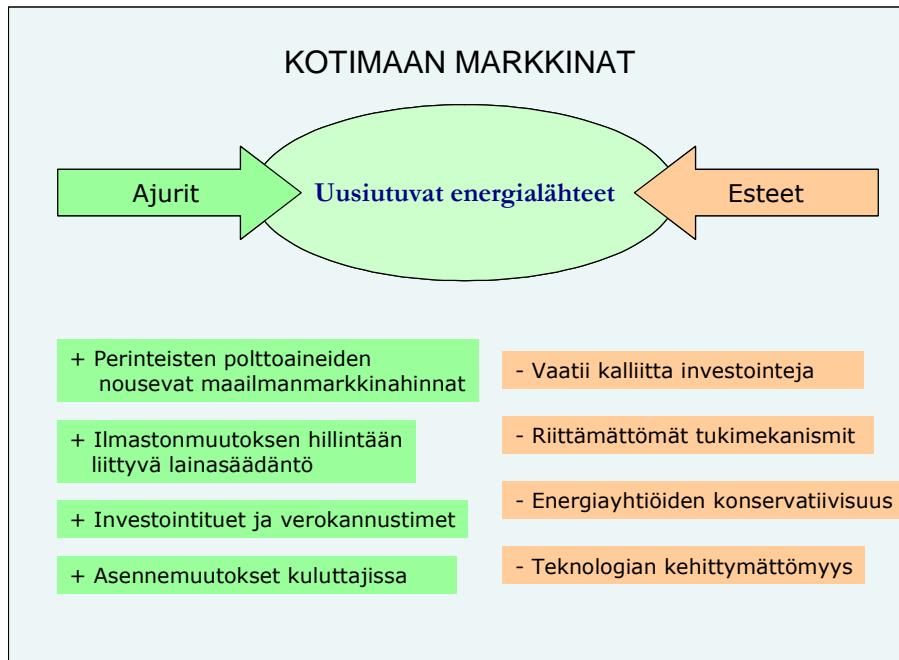 KOTIMAAN MARKKINAT
Ajurit
Uusiutuvat energialähteet
Esteet
+ Perinteisten polttoaineiden
nousevat maailmanmarkkinahinnat
+ Ilmastonmuutoksen hillintään
liittyvä lainasäädäntö
+ Investointituet ja verokannustimet
+ Asennemuutokset kuluttajissa
- Vaatii kalliitta investointeja
- Riittämättömät tukimekanismit
- Energiayhtiöiden konservatiivisuus
- Teknologian kehittymättömyys